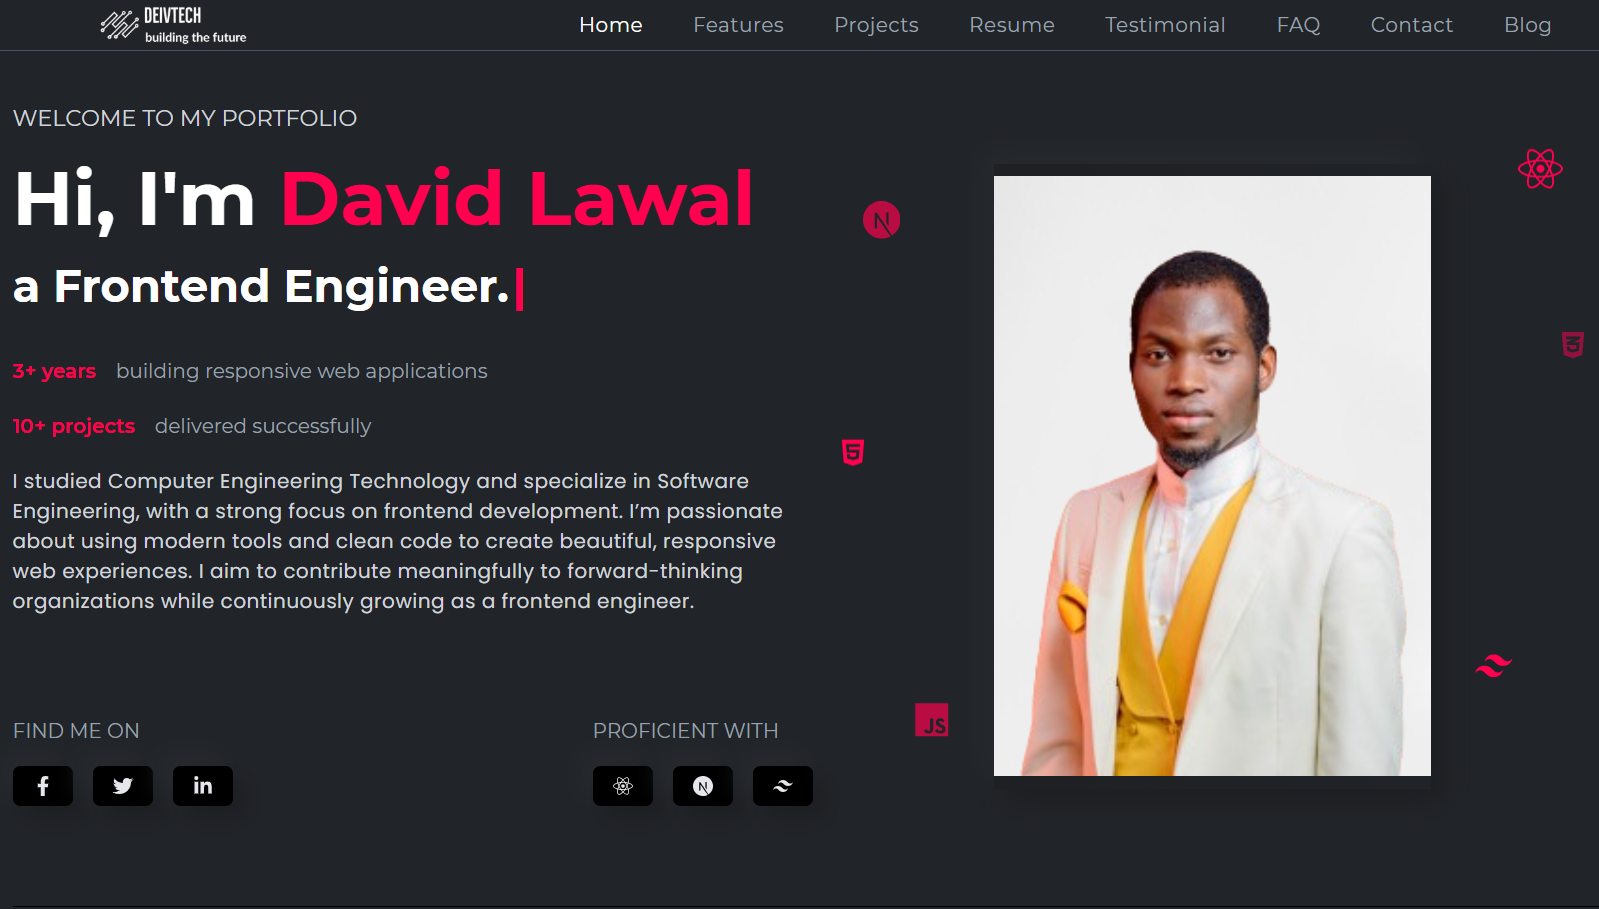 DEIVTECH
building the future
Home Features Projects Resume Testimonial FAQ Contact Blog
WELCOME TO MY PORTFOLIO
Hi, I'm David Lawal
a Frontend Engineer.|
3+ years building responsive web applications
10+ projects delivered successfully
I studied Computer Engineering Technology and specialize in Software
Engineering, with a strong focus on frontend development. I’m passionate
about using modern tools and clean code to create beautiful, responsive
web experiences. I aim to contribute meaningfully to forward-thinking
organizations while continuously growing as a frontend engineer.
N
3
5
JS
FIND ME ON
PROFICIENT WITH
f
in
N